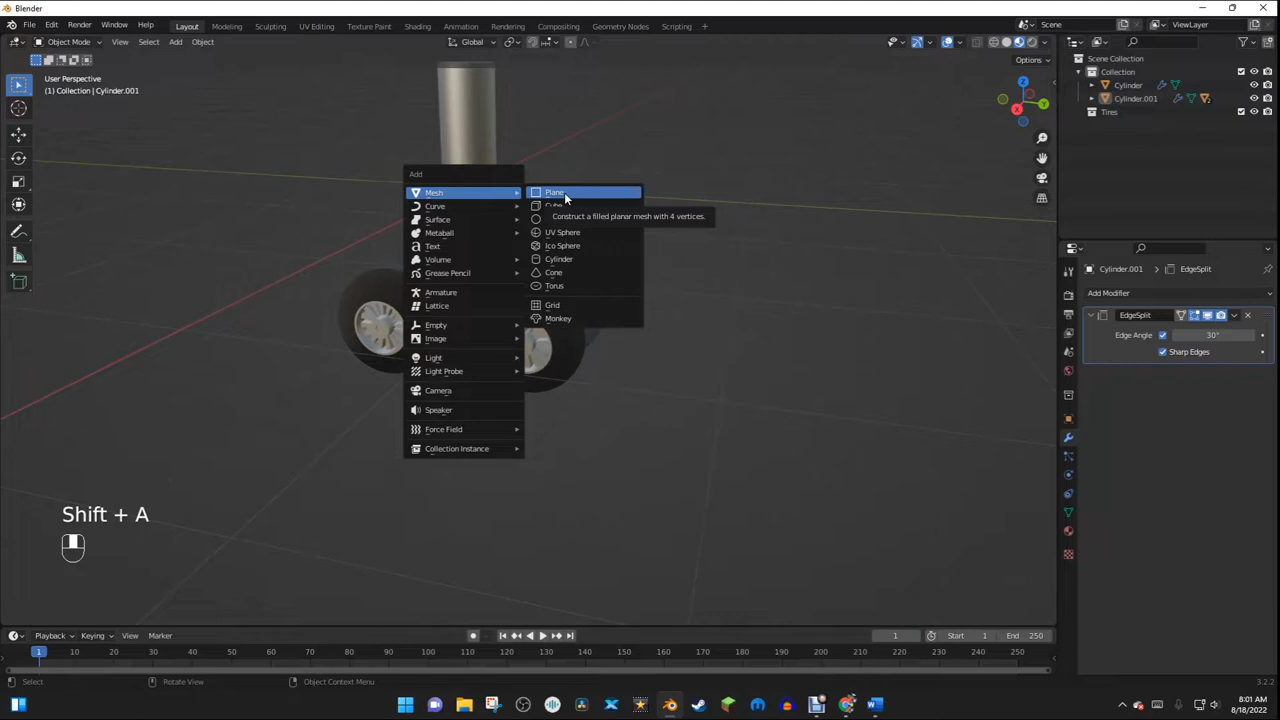 Blender
File Edit Render Window Help Layout Modeling Sculpting UV Editing Texture Paint Shading Animation Rendering Compositing Geometry Nodes Scripting Scene ViewLayer
Object Mode View Select Add Object Global
Options
User Perspective
(1) Collection | Cylinder.001
Scene Collection
Collection
Cylinder
Cylinder.001
Tires
Add
Mesh
Curve
Surface
Metaball
Text
Volume
Grease Pencil
Armature
Lattice
Empty
Image
Light
Light Probe
Camera
Speaker
Force Field
Collection Instance
Plane
Cube
Construct a filled planar mesh with 4 vertices.
UV Sphere
Ico Sphere
Cylinder
Cone
Torus
Grid
Monkey
X
Y
Z
Cylinder.001 EdgeSplit
Add Modifier
EdgeSplit
Edge Angle 30°
Sharp Edges
Shift + A
Playback Keying View Marker 1 Start 1 End 250
1 10 20 30 40 50 60 70 80 90 100 110 120 130 140 150 160 170 180 190 200 210 220 230 240 250
Select Rotate View Object Context Menu 3.2.2
8:01 AM
8/18/2022